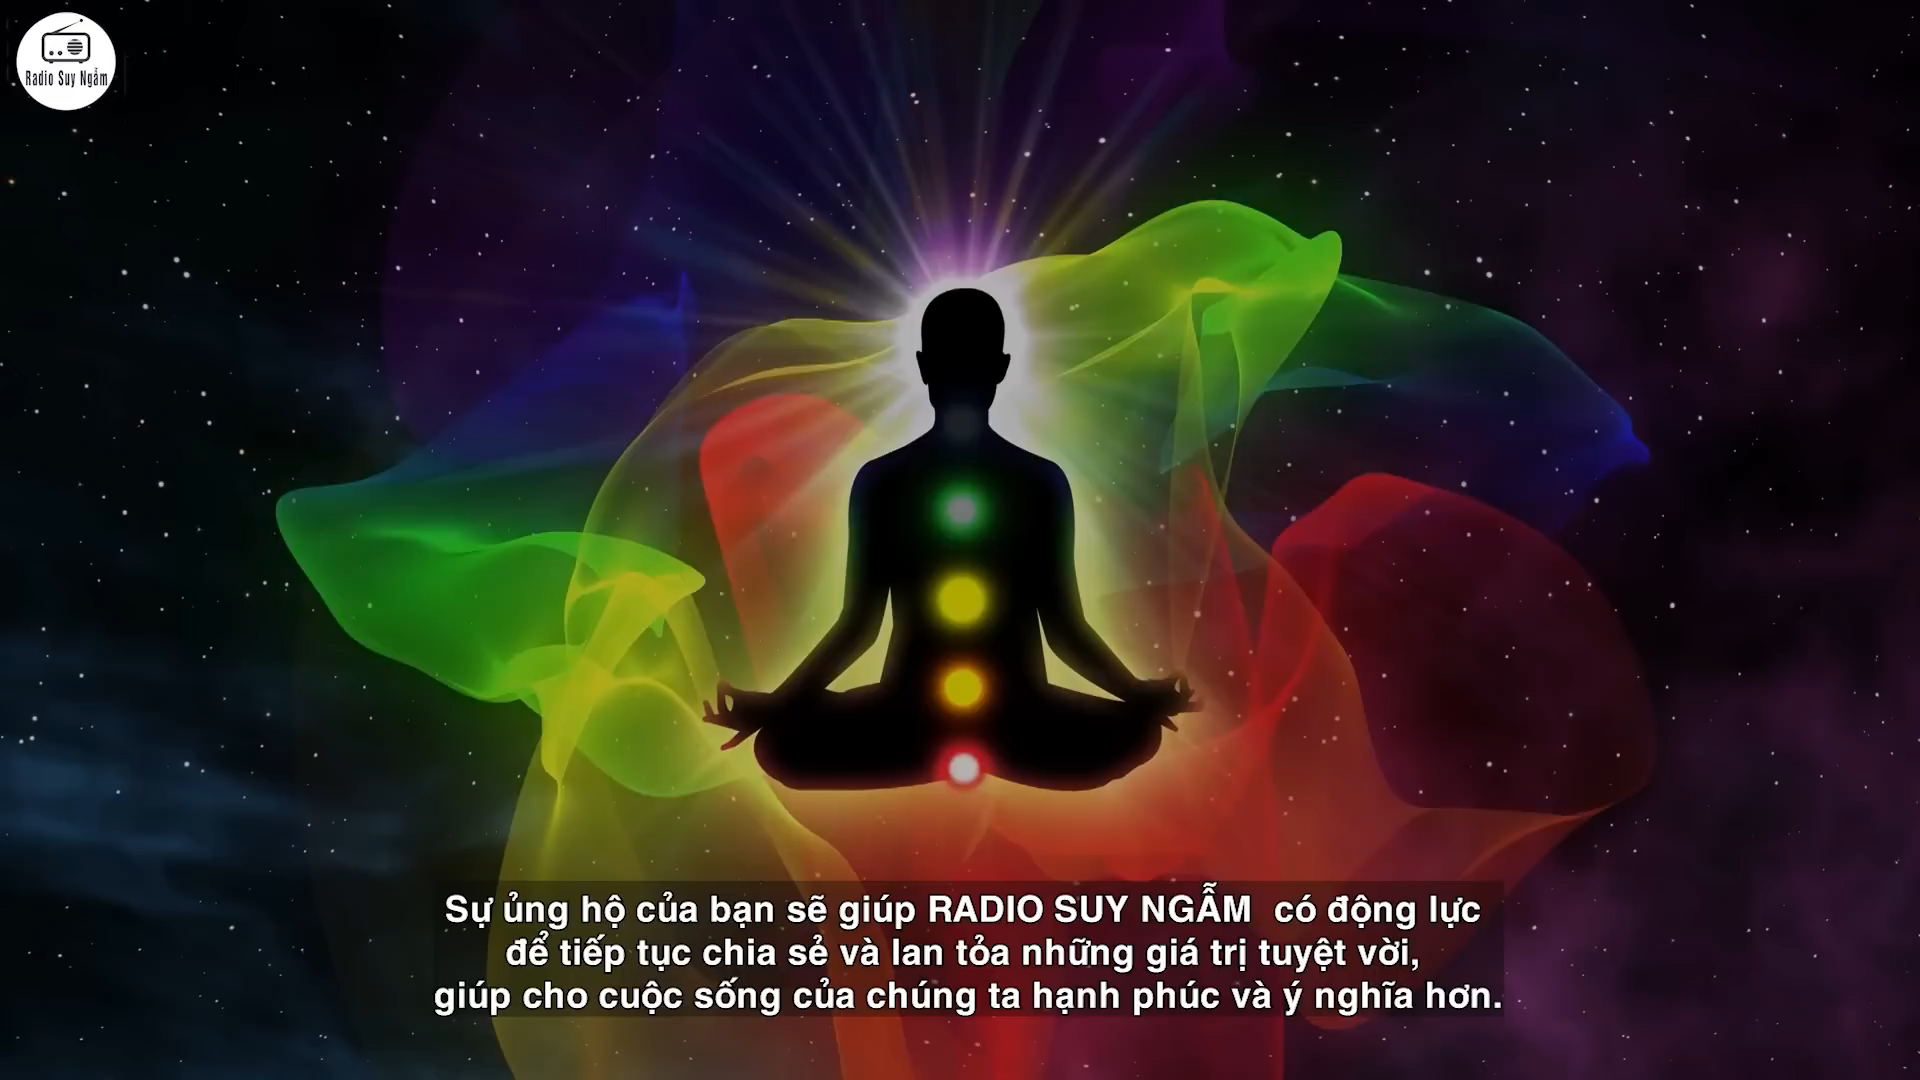 Radio Suy Ngẫm
Sự ủng hộ của bạn sẽ giúp RADIO SUY NGẪM có động lực
để tiếp tục chia sẻ và lan tỏa những giá trị tuyệt vời,
giúp cho cuộc sống của chúng ta hạnh phúc và ý nghĩa hơn.